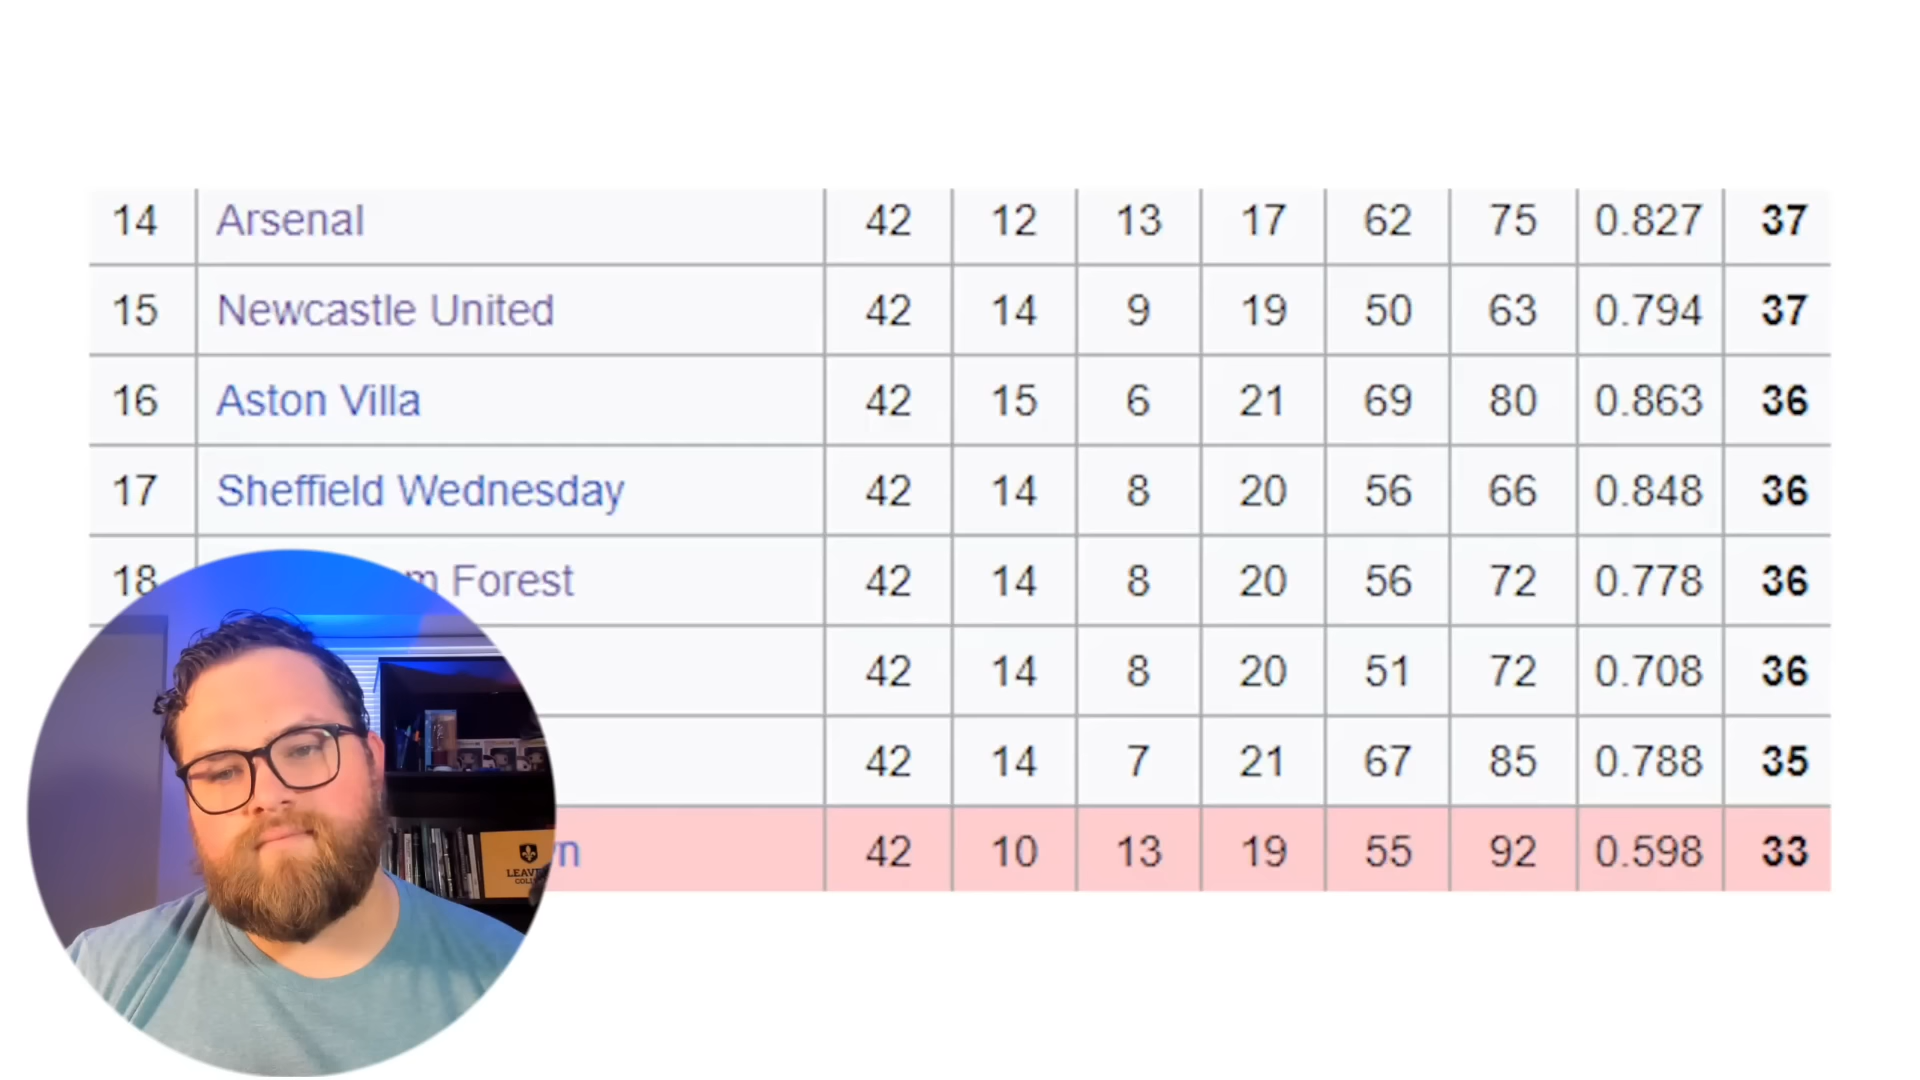 14 Arsenal 42 12 13 17 62 75 0.827 37
15 Newcastle United 42 14 9 19 50 63 0.794 37
16 Aston Villa 42 15 6 21 69 80 0.863 36
17 Sheffield Wednesday 42 14 8 20 56 66 0.848 36
18 m Forest 42 14 8 20 56 72 0.778 36
42 14 8 20 51 72 0.708 36
42 14 7 21 67 85 0.788 35
n 42 10 13 19 55 92 0.598 33